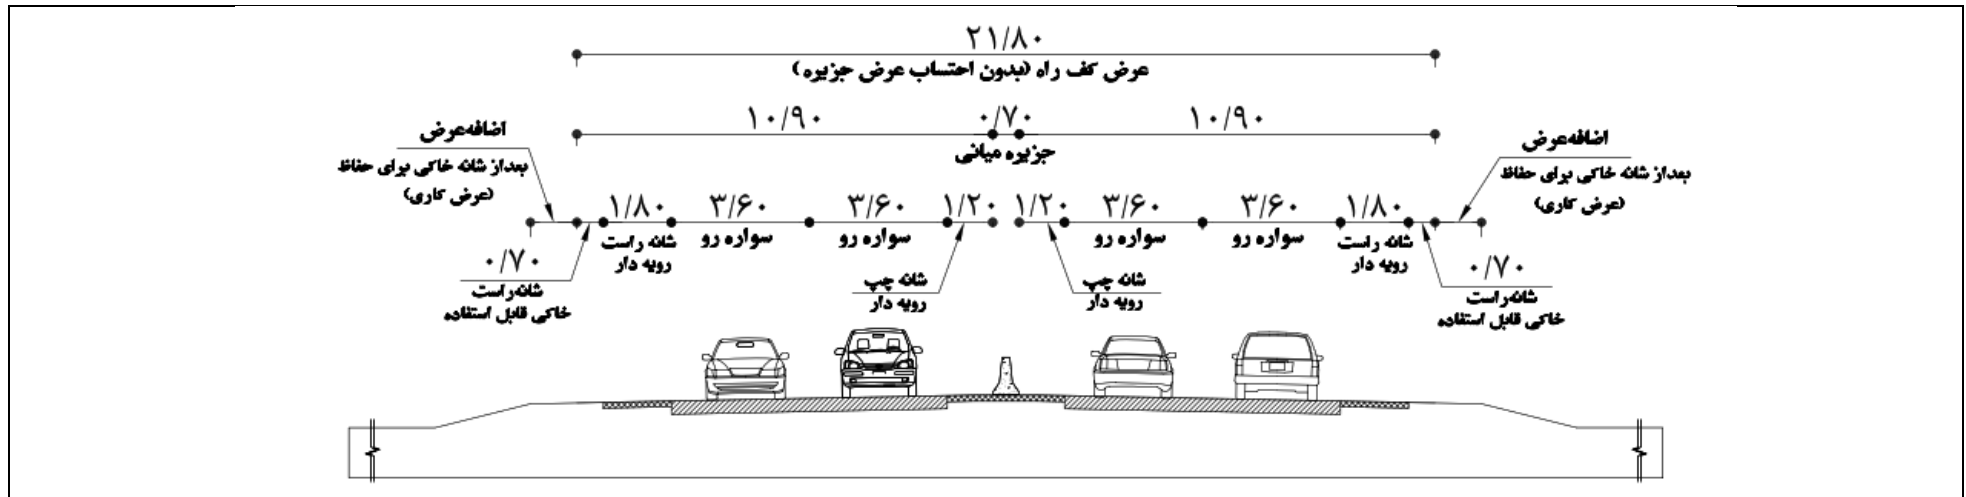 ۲۱/۸۰
عرض کف راه (بدون احتساب عرض جزیره)
۱۰/۹۰
۰/۷۰
۱۰/۹۰
جزیره میانی
اضافه‌عرض
بعداز شانه خاکی برای حفاظ
(عرض کاری)
اضافه‌عرض
بعداز شانه خاکی برای حفاظ
(عرض کاری)
۱/۸۰
۳/۶۰
۳/۶۰
۱/۲۰
۱/۲۰
۳/۶۰
۳/۶۰
۱/۸۰
شانه راست
رویه دار
سواره رو
سواره رو
سواره رو
سواره رو
شانه راست
رویه دار
۰/۷۰
شانه‌راست
خاکی قابل استفاده
شانه چپ
رویه دار
شانه چپ
رویه دار
۰/۷۰
شانه‌راست
خاکی قابل استفاده